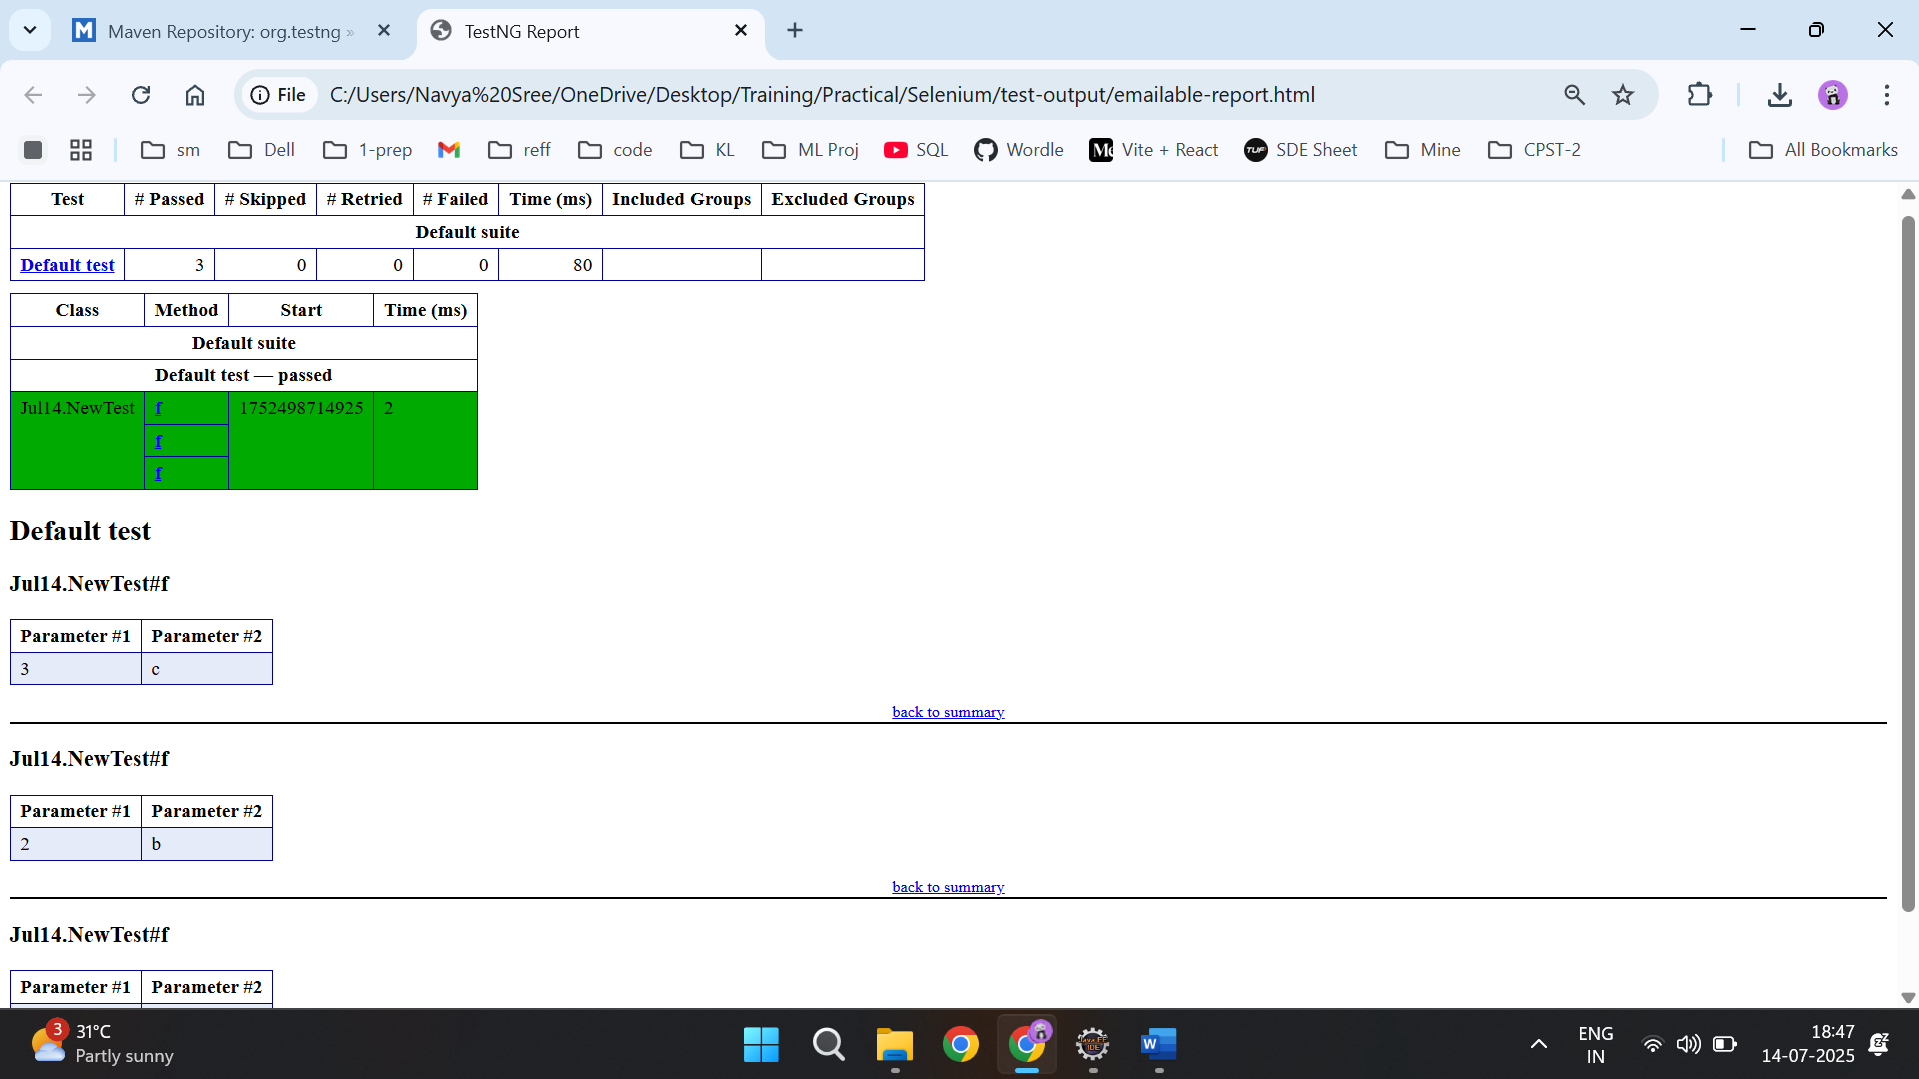 Maven Repository: org.testng »
TestNG Report
File
C:/Users/Navya%20Sree/OneDrive/Desktop/Training/Practical/Selenium/test-output/emailable-report.html
sm
Dell
1-prep
reff
code
KL
ML Proj
SQL
Wordle
Vite + React
TUF SDE Sheet
Mine
CPST-2
All Bookmarks
Test # Passed # Skipped # Retried # Failed Time (ms) Included Groups Excluded Groups
Default suite
Default test 3 0 0 0 80
Class Method Start Time (ms)
Default suite
Default test — passed
Jul14.NewTest f 1752498714925 2
f
f
Default test
Jul14.NewTest#f
Parameter #1 Parameter #2
3 c
back to summary
Jul14.NewTest#f
Parameter #1 Parameter #2
2 b
back to summary
Jul14.NewTest#f
Parameter #1 Parameter #2
3
31°C
Partly sunny
ENG
IN
18:47
14-07-2025